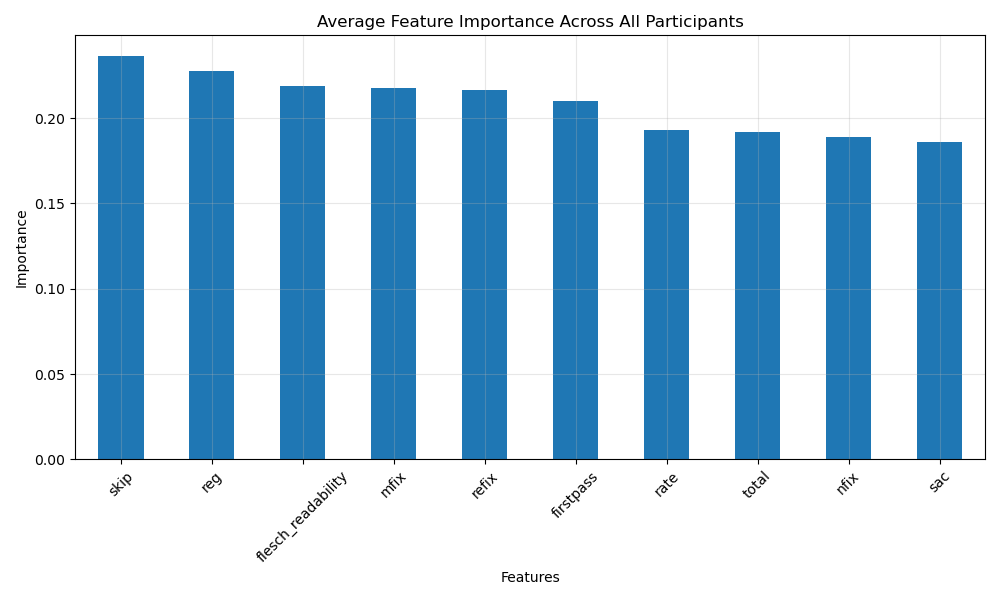 Average Feature Importance Across All Participants
Importance
0.20
0.15
0.10
0.05
0.00
skip
reg
flesch_readability
mfix
refix
firstpass
rate
total
nfix
sac
Features